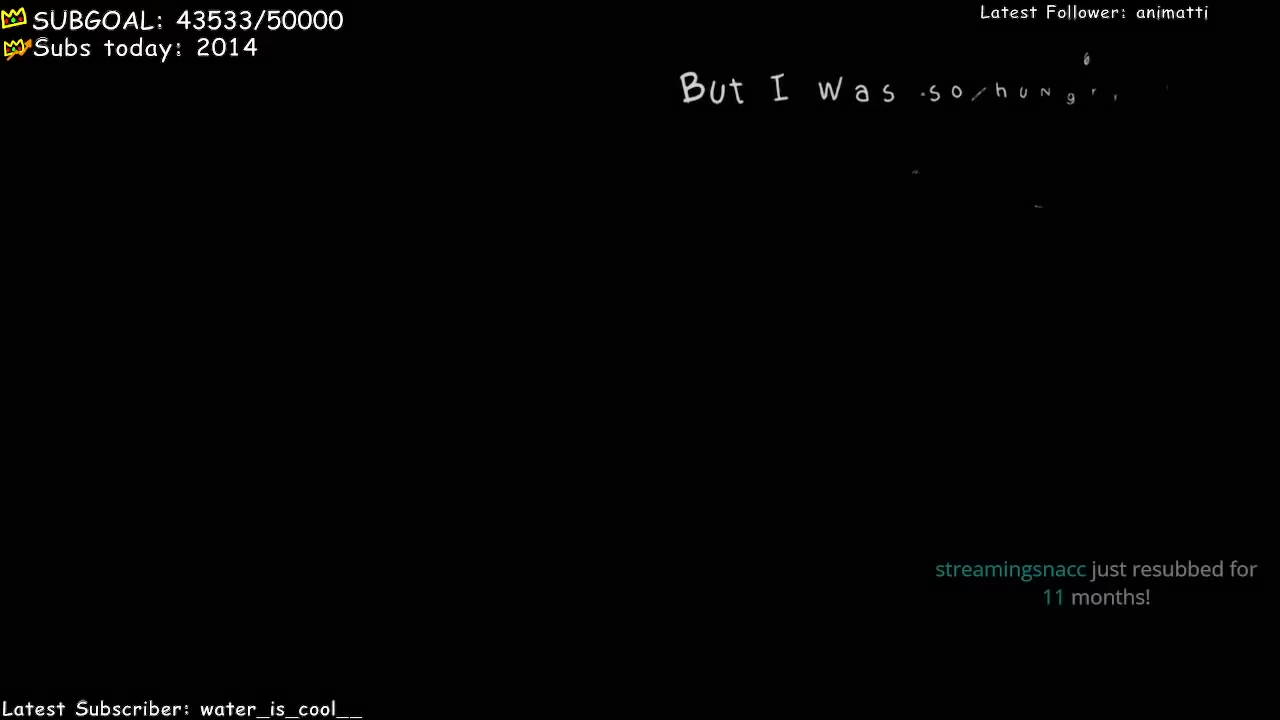 SUBGOAL: 43533/50000
Subs today: 2014
Latest Follower: animatti
But I was so hungr
streamingsnacc just resubbed for
11 months!
Latest Subscriber: water_is_cool__